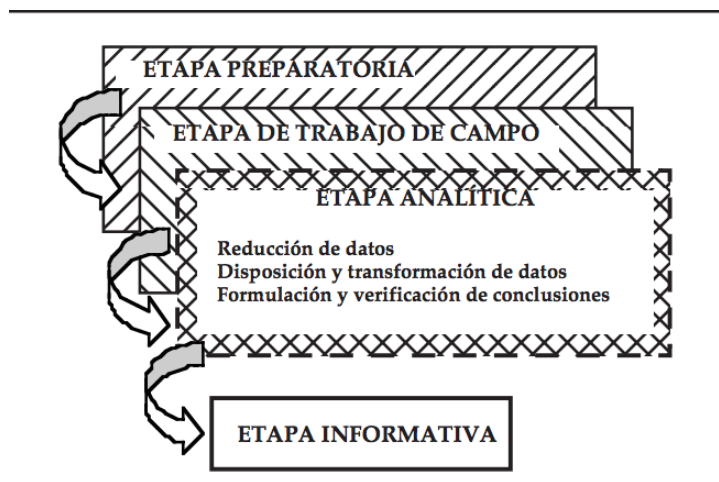 ETAPA PREPARATORIA
ETAPA DE TRABAJO DE CAMPO
ETAPA ANALÍTICA
Reducción de datos
Disposición y transformación de datos
Formulación y verificación de conclusiones
ETAPA INFORMATIVA